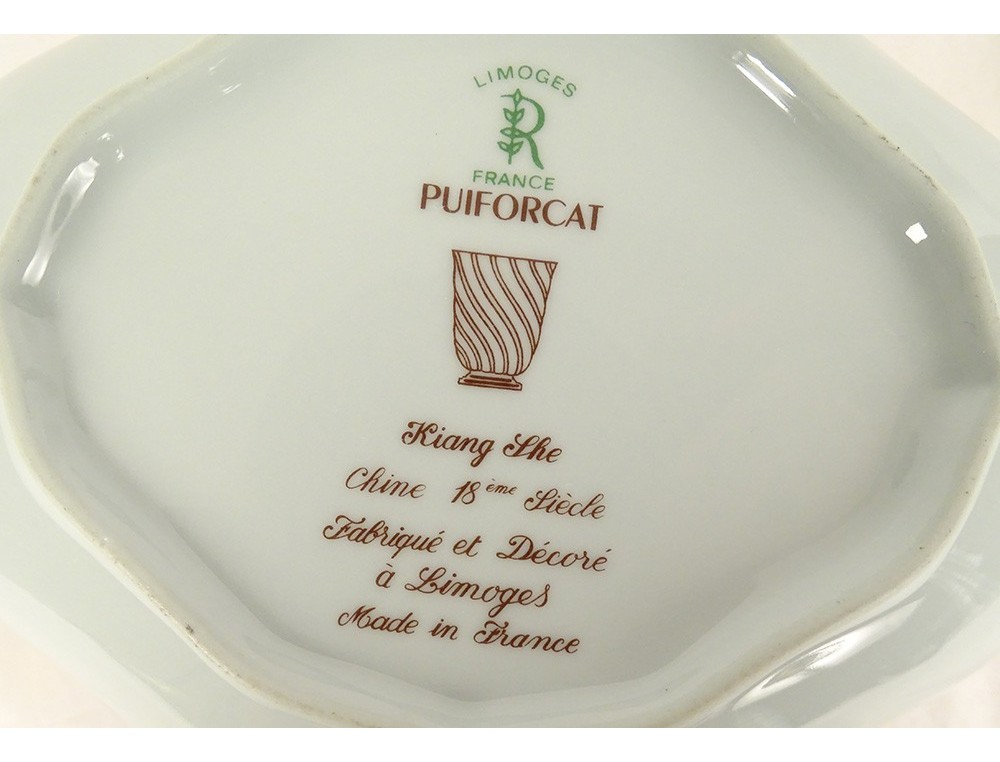 LIMOGES
R
FRANCE
PUIFORCAT
Kiang She
Chine 18ème Siècle
Fabriqué et Décoré
à Limoges
Made in France